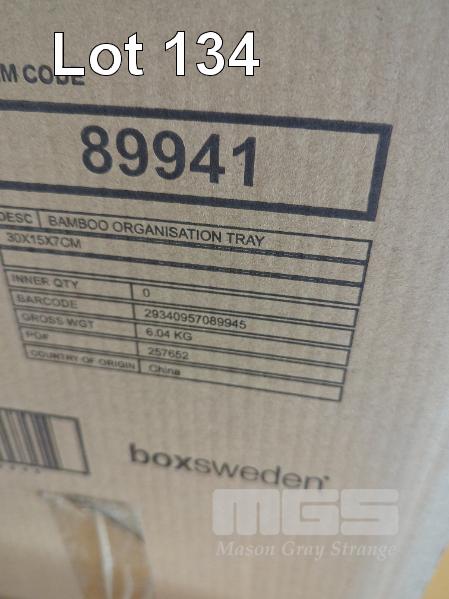 Lot 134
M CODE
89941
DESC BAMBOO ORGANISATION TRAY
30X15X7CM
INNER QTY 0
BARCODE 29340957089945
GROSS WGT 6.04 KG
PO# 257652
COUNTRY OF ORIGIN China
boxsweden
MGS
Mason Gray Strange